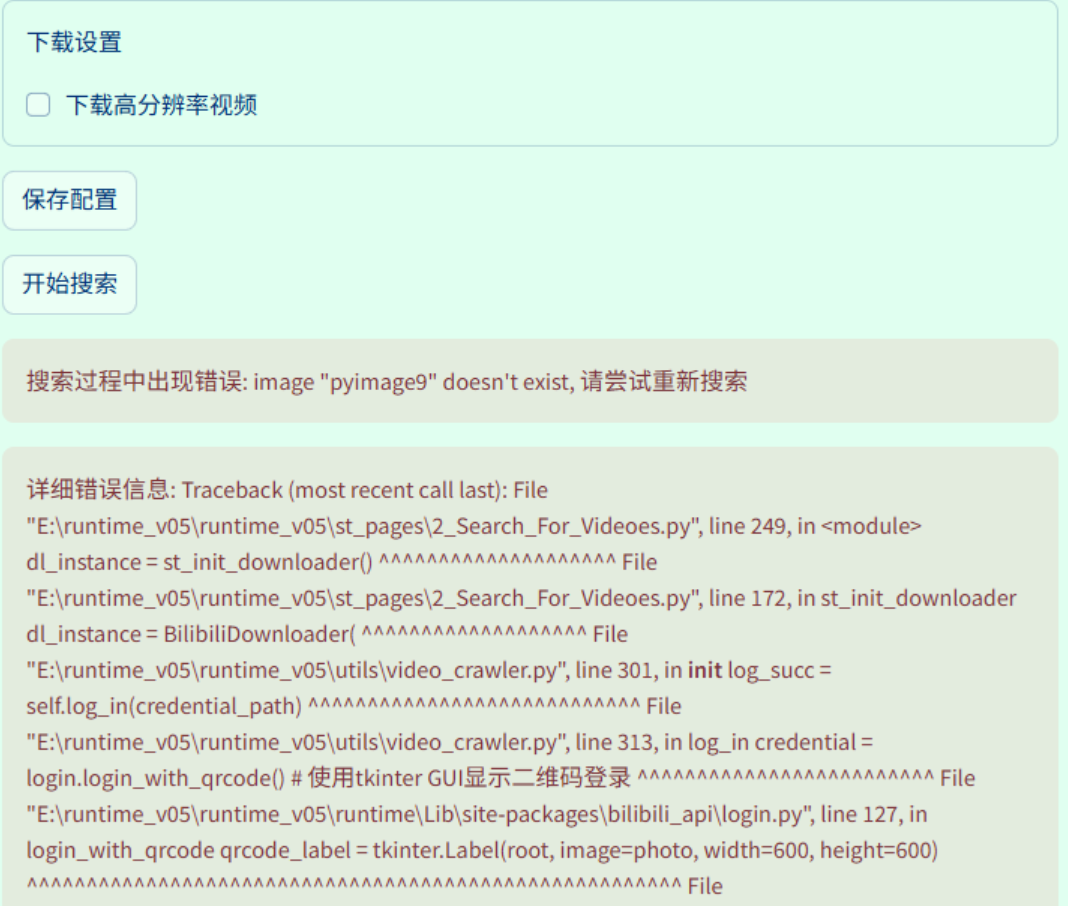 下载设置
下载高分辨率视频
保存配置
开始搜索
搜索过程中出现错误: image "pyimage9" doesn't exist, 请尝试重新搜索
详细错误信息: Traceback (most recent call last): File
"E:\runtime_v05\runtime_v05\st_pages\2_Search_For_Videoes.py", line 249, in <module>
dl_instance = st_init_downloader() ^^^^^^^^^^^^^^^^^^^^ File
"E:\runtime_v05\runtime_v05\st_pages\2_Search_For_Videoes.py", line 172, in st_init_downloader
dl_instance = BilibiliDownloader( ^^^^^^^^^^^^^^^^^^^ File
"E:\runtime_v05\runtime_v05\utils\video_crawler.py", line 301, in init log_succ =
self.log_in(credential_path) ^^^^^^^^^^^^^^^^^^^^^^^^^^^^ File
"E:\runtime_v05\runtime_v05\utils\video_crawler.py", line 313, in log_in credential =
login.login_with_qrcode() # 使用tkinter GUI显示二维码登录 ^^^^^^^^^^^^^^^^^^^^^^^^^ File
"E:\runtime_v05\runtime_v05\runtime\Lib\site-packages\bilibili_api\login.py", line 127, in
login_with_qrcode qrcode_label = tkinter.Label(root, image=photo, width=600, height=600)
^^^^^^^^^^^^^^^^^^^^^^^^^^^^^^^^^^^^^^^^^^^^^^^^^^^^^^^ File